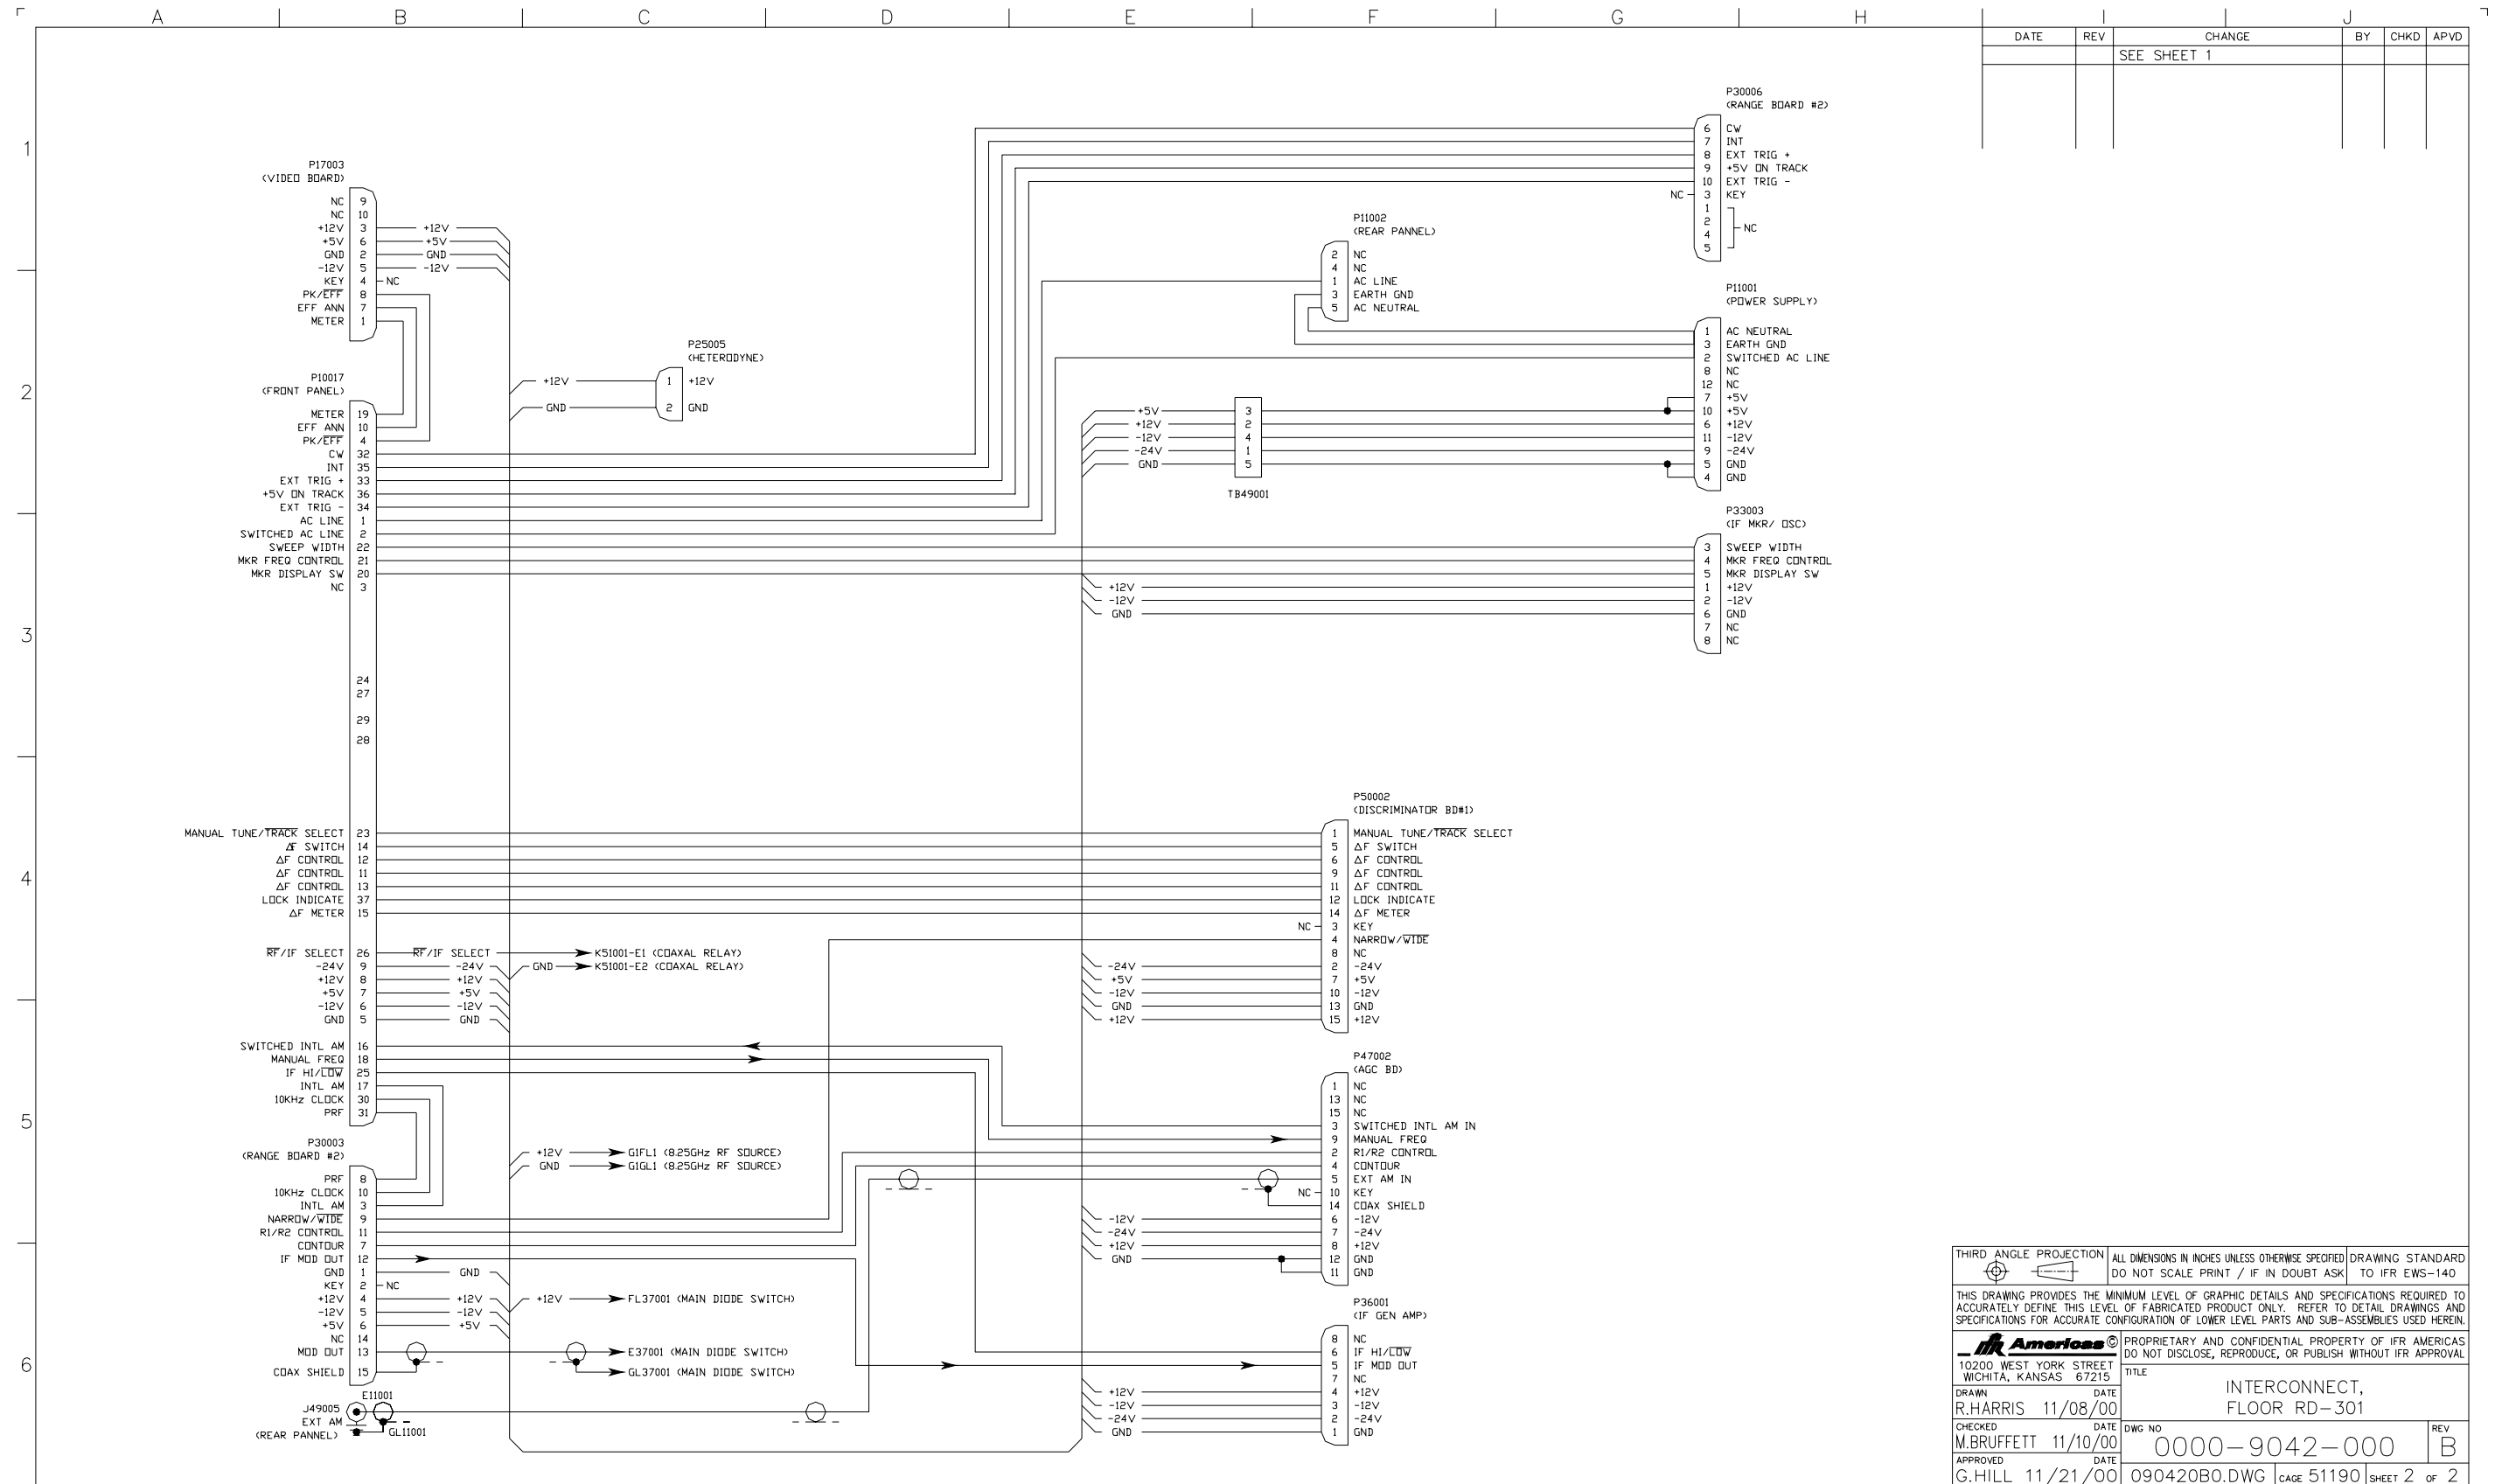 A B C D E F G H I J
DATE REV CHANGE BY CHKD APVD
SEE SHEET 1
1
2
3
4
5
6
P17003
(VIDEO BOARD)
NC 9
NC 10
+12V 3 +12V
+5V 6 +5V
GND 2 GND
-12V 5 -12V
KEY 4 NC
PK/EFF 8
EFF ANN 7
METER 1
P10017
(FRONT PANEL)
METER 19
EFF ANN 10
PK/EFF 4
CW 32
INT 35
EXT TRIG + 33
+5V ON TRACK 36
EXT TRIG - 34
AC LINE 1
SWITCHED AC LINE 2
SWEEP WIDTH 22
MKR FREQ CONTROL 21
MKR DISPLAY SW 20
NC 3
24
27
29
28
MANUAL TUNE/TRACK SELECT 23
ΔF SWITCH 14
ΔF CONTROL 12
ΔF CONTROL 11
ΔF CONTROL 13
LOCK INDICATE 37
ΔF METER 15
RF/IF SELECT 26 RF/IF SELECT K51001-E1 (COAXAL RELAY)
-24V 9 -24V GND K51001-E2 (COAXAL RELAY)
+12V 8 +12V
+5V 7 +5V
-12V 6 -12V
GND 5 GND
SWITCHED INTL AM 16
MANUAL FREQ 18
IF HI/LOW 25
INTL AM 17
10KHz CLOCK 30
PRF 31
P30003
(RANGE BOARD #2)
PRF 8
10KHz CLOCK 10
INTL AM 3
NARROW/WIDE 9
R1/R2 CONTROL 11
CONTOUR 7
IF MOD OUT 12
GND 1 GND
KEY 2 NC
+12V 4 +12V +12V FL37001 (MAIN DIODE SWITCH)
-12V 5 -12V
+5V 6 +5V
NC 14
MOD OUT 13 E37001 (MAIN DIODE SWITCH)
COAX SHIELD 15 GL37001 (MAIN DIODE SWITCH)
E11001
J49005
EXT AM
(REAR PANNEL)
GL11001
P25005
(HETERODYNE)
+12V 1 +12V
GND 2 GND
+12V G1FL1 (8.25GHz RF SOURCE)
GND G1GL1 (8.25GHz RF SOURCE)
P30006
(RANGE BOARD #2)
6 CW
7 INT
8 EXT TRIG +
9 +5V ON TRACK
10 EXT TRIG -
NC 3 KEY
1
2
4
5
NC
P11002
(REAR PANNEL)
2 NC
4 NC
1 AC LINE
3 EARTH GND
5 AC NEUTRAL
P11001
(POWER SUPPLY)
1 AC NEUTRAL
3 EARTH GND
2 SWITCHED AC LINE
8 NC
12 NC
7 +5V
+5V 3 10 +5V
+12V 2 6 +12V
-12V 4 11 -12V
-24V 1 9 -24V
GND 5 5 GND
4 GND
TB49001
P33003
(IF MKR/ OSC)
3 SWEEP WIDTH
4 MKR FREQ CONTROL
5 MKR DISPLAY SW
+12V 1 +12V
-12V 2 -12V
GND 6 GND
7 NC
8 NC
P50002
(DISCRIMINATOR BD#1)
1 MANUAL TUNE/TRACK SELECT
5 ΔF SWITCH
6 ΔF CONTROL
9 ΔF CONTROL
11 ΔF CONTROL
12 LOCK INDICATE
14 ΔF METER
NC 3 KEY
4 NARROW/WIDE
8 NC
-24V 2 -24V
+5V 7 +5V
-12V 10 -12V
GND 13 GND
+12V 15 +12V
P47002
(AGC BD)
1 NC
13 NC
15 NC
3 SWITCHED INTL AM IN
9 MANUAL FREQ
2 R1/R2 CONTROL
4 CONTOUR
5 EXT AM IN
NC 10 KEY
14 COAX SHIELD
-12V 6 -12V
-24V 7 -24V
+12V 8 +12V
GND 12 GND
11 GND
P36001
(IF GEN AMP)
8 NC
6 IF HI/LOW
5 IF MOD OUT
7 NC
+12V 4 +12V
-12V 3 -12V
-24V 2 -24V
GND 1 GND
THIRD ANGLE PROJECTION
ALL DIMENSIONS IN INCHES UNLESS OTHERWISE SPECIFIED
DO NOT SCALE PRINT / IF IN DOUBT ASK
DRAWING STANDARD
TO IFR EWS-140
THIS DRAWING PROVIDES THE MINIMUM LEVEL OF GRAPHIC DETAILS AND SPECIFICATIONS REQUIRED TO
ACCURATELY DEFINE THIS LEVEL OF FABRICATED PRODUCT ONLY. REFER TO DETAIL DRAWINGS AND
SPECIFICATIONS FOR ACCURATE CONFIGURATION OF LOWER LEVEL PARTS AND SUB-ASSEMBLIES USED HEREIN.
ifr Americas ©
10200 WEST YORK STREET
WICHITA, KANSAS 67215
PROPRIETARY AND CONFIDENTIAL PROPERTY OF IFR AMERICAS
DO NOT DISCLOSE, REPRODUCE, OR PUBLISH WITHOUT IFR APPROVAL
TITLE
INTERCONNECT,
FLOOR RD-301
DRAWN DATE
R.HARRIS 11/08/00
CHECKED DATE
M.BRUFFETT 11/10/00
APPROVED DATE
G.HILL 11/21/00
DWG NO
0000-9042-000
REV
B
090420B0.DWG CAGE 51190 SHEET 2 OF 2